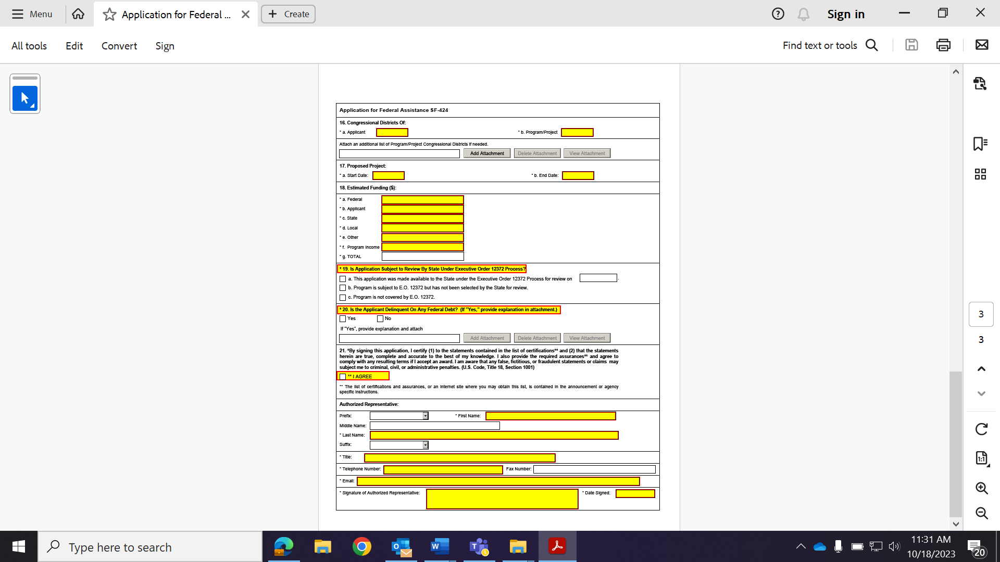 Menu
Application for Federal ...
Create
Sign in
All tools
Edit
Convert
Sign
Find text or tools
Application for Federal Assistance SF-424
16. Congressional Districts Of:
* a. Applicant
* b. Program/Project
Attach an additional list of Program/Project Congressional Districts if needed.
Add Attachment
Delete Attachment
View Attachment
17. Proposed Project:
* a. Start Date:
* b. End Date:
18. Estimated Funding ($):
* a. Federal
* b. Applicant
* c. State
* d. Local
* e. Other
* f. Program Income
* g. TOTAL
* 19. Is Application Subject to Review By State Under Executive Order 12372 Process?
a. This application was made available to the State under the Executive Order 12372 Process for review on .
b. Program is subject to E.O. 12372 but has not been selected by the State for review.
c. Program is not covered by E.O. 12372.
* 20. Is the Applicant Delinquent On Any Federal Debt? (If "Yes," provide explanation in attachment.)
Yes
No
If "Yes", provide explanation and attach
Add Attachment
Delete Attachment
View Attachment
21. *By signing this application, I certify (1) to the statements contained in the list of certifications** and (2) that the statements
herein are true, complete and accurate to the best of my knowledge. I also provide the required assurances** and agree to
comply with any resulting terms if I accept an award. I am aware that any false, fictitious, or fraudulent statements or claims may
subject me to criminal, civil, or administrative penalties. (U.S. Code, Title 18, Section 1001)
** I AGREE
** The list of certifications and assurances, or an internet site where you may obtain this list, is contained in the announcement or agency
specific instructions.
Authorized Representative:
Prefix:
* First Name:
Middle Name:
* Last Name:
Suffix:
* Title:
* Telephone Number:
Fax Number:
* Email:
* Signature of Authorized Representative:
* Date Signed:
3
3
1:1
Type here to search
11:31 AM
10/18/2023
20